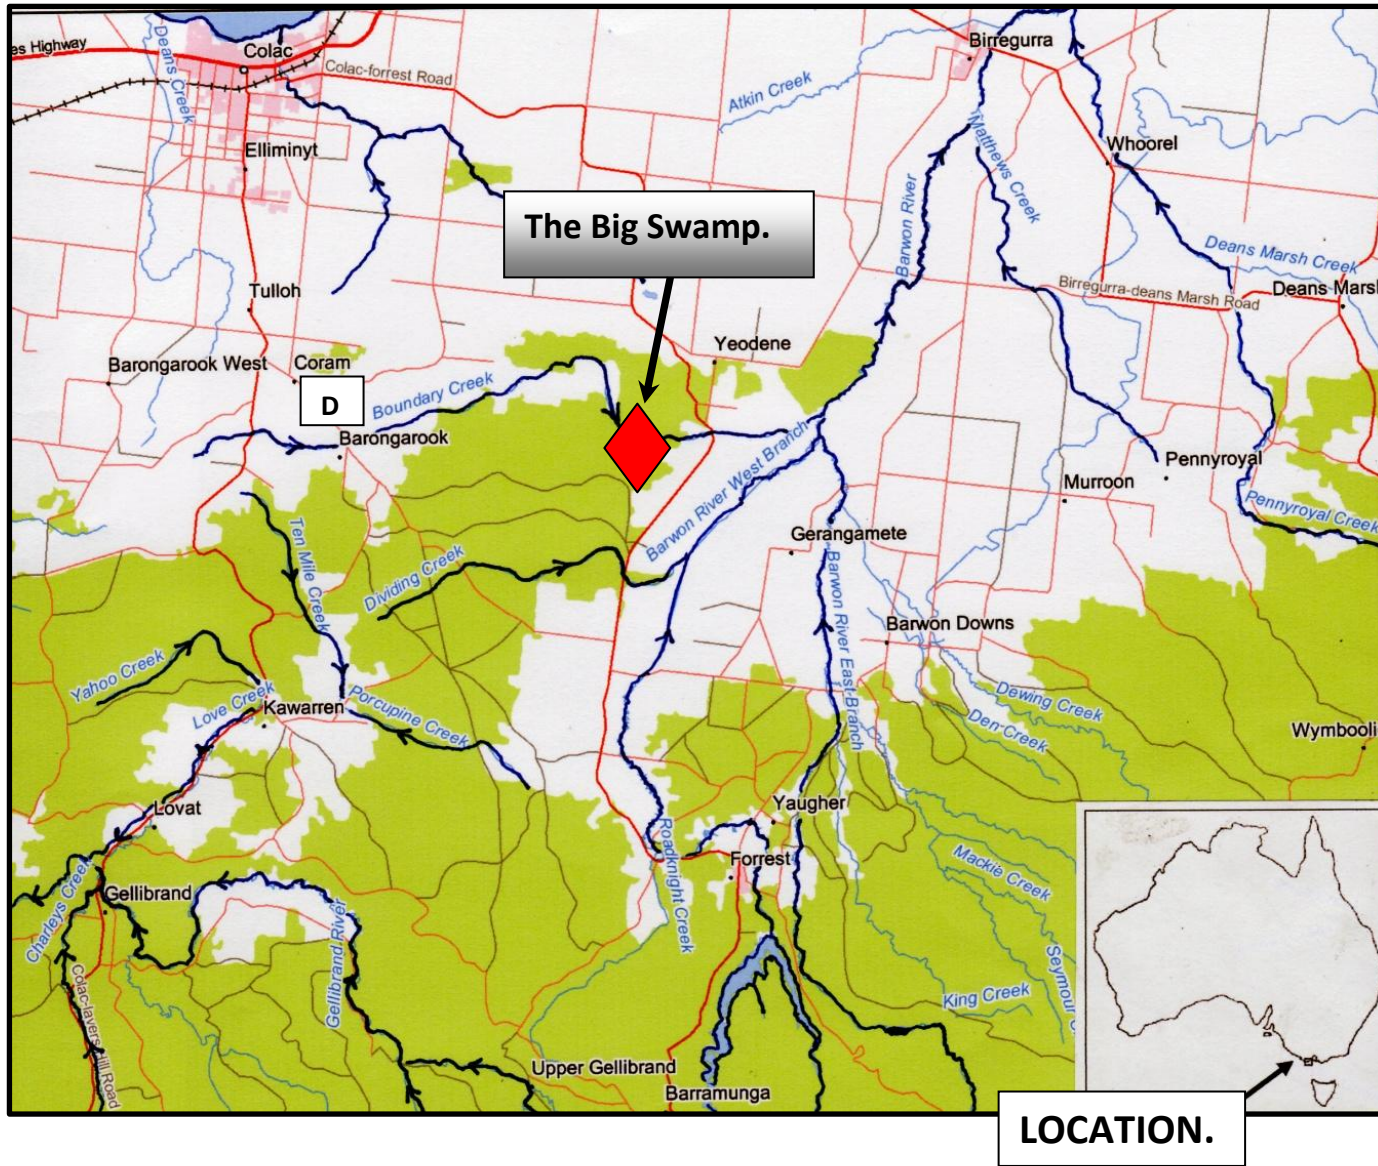 es Highway
Colac
Deans Creek
Colac-forrest Road
Birregurra
Atkin Creek
Matthews Creek
Whoorel
Elliminyt
The Big Swamp.
Barwon River
Deans Marsh Creek
Birregurra-deans Marsh Road
Deans Marsh
Tulloh
Yeodene
Barongarook West
Coram
D
Boundary Creek
Barongarook
Barwon River West Branch
Pennyroyal
Murroon
Pennyroyal Creek
Ten Mile Creek
Dividing Creek
Gerangamete
Barwon River East Branch
Barwon Downs
Yahoo Creek
Love Creek
Kawarren
Porcupine Creek
Dewing Creek
Den Creek
Wymbooli
Lovat
Yaugher
Roadknight Creek
Forrest
Mackie Creek
Charleys Creek
Gellibrand
Gellibrand River
Seymour C
King Creek
Colac-lavers Hill Road
Upper Gellibrand
Barramunga
LOCATION.